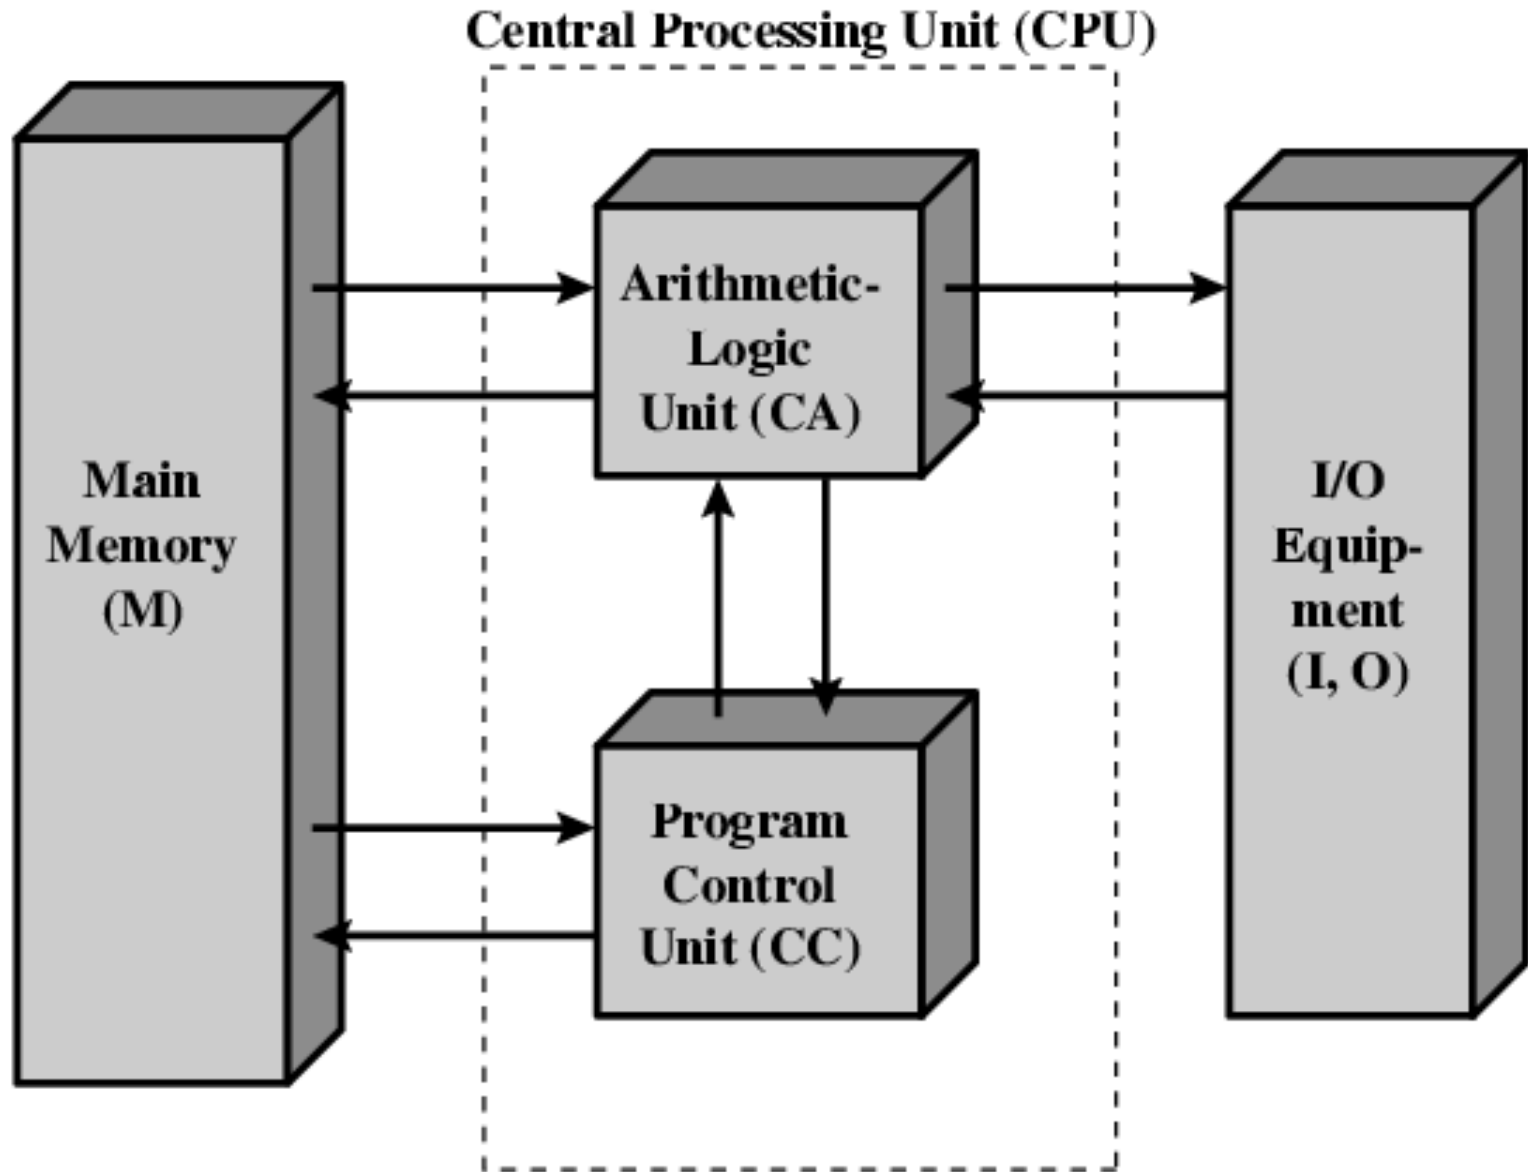 Central Processing Unit (CPU)
Main
Memory
(M)
Arithmetic-
Logic
Unit (CA)
Program
Control
Unit (CC)
I/O
Equip-
ment
(I, O)